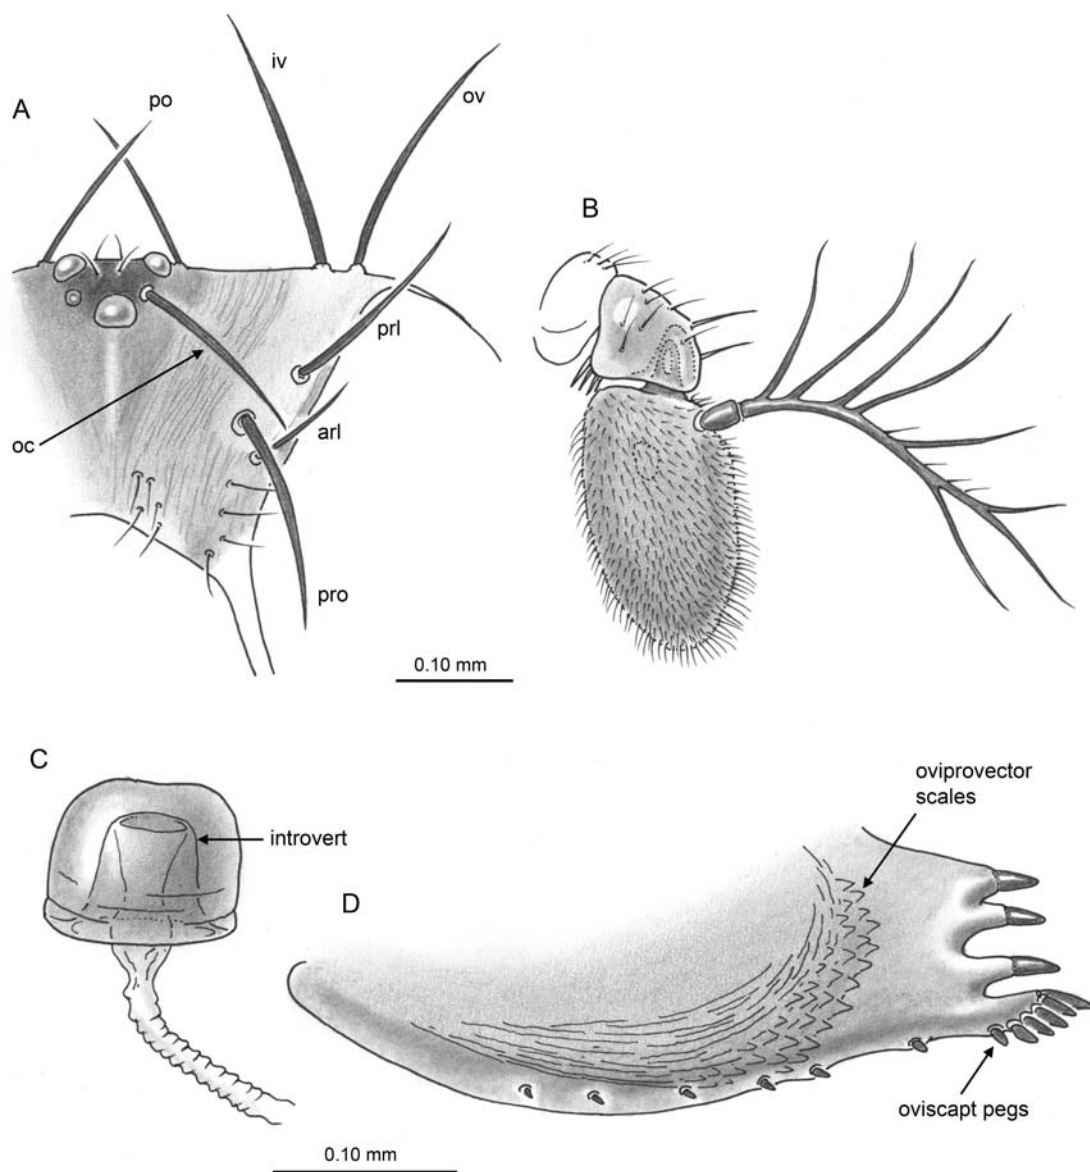 A
po
iv
ov
B
prl
arl
oc
pro
0.10 mm
C
introvert
oviprovector
scales
D
oviscapt pegs
0.10 mm